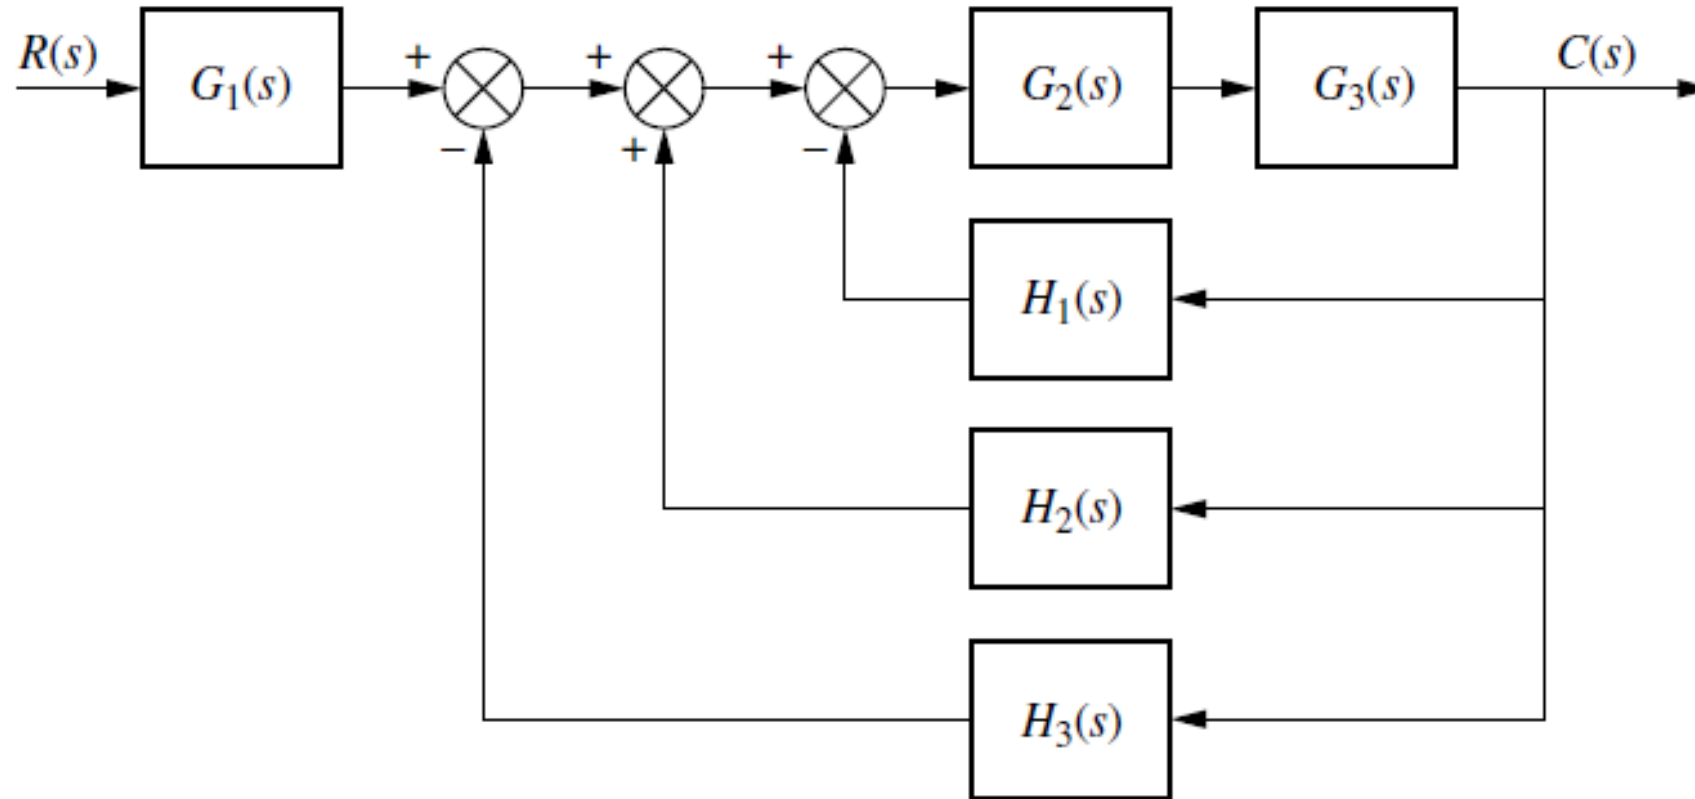 R(s)
G₁(s)
+
−
+
+
+
−
G₂(s)
G₃(s)
C(s)
H₁(s)
H₂(s)
H₃(s)